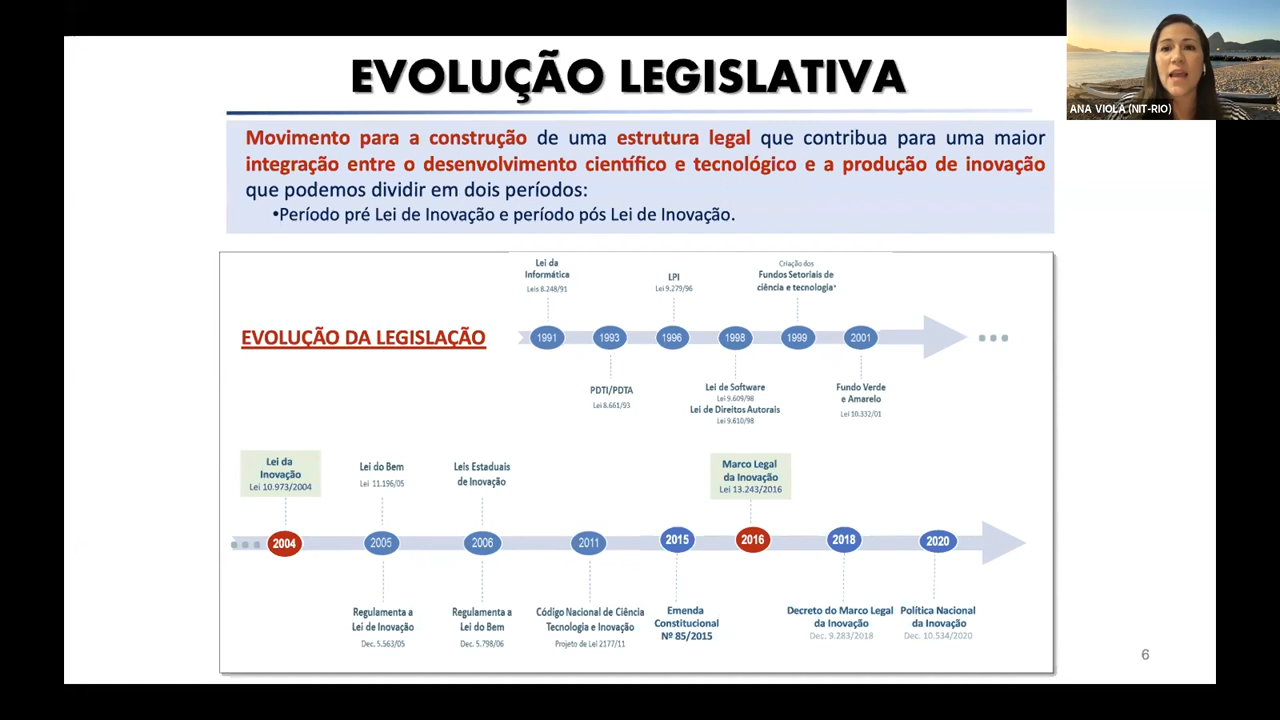 EVOLUÇÃO LEGISLATIVA
ANA VIOLA (NIT-RIO)
Movimento para a construção de uma estrutura legal que contribua para uma maior
integração entre o desenvolvimento científico e tecnológico e a produção de inovação
que podemos dividir em dois períodos:
•Período pré Lei de Inovação e período pós Lei de Inovação.
Lei da
Informática
Leis 8.248/91
LPI
Lei 9.279/96
Criação dos
Fundos Setoriais de
ciência e tecnologia*
EVOLUÇÃO DA LEGISLAÇÃO
1991
1993
1996
1998
1999
2001
PDTI/PDTA
Lei 8.661/93
Lei de Software
Lei 9.609/98
Lei de Direitos Autorais
Lei 9.610/98
Fundo Verde
e Amarelo
Lei 10.332/01
Lei da
Inovação
Lei 10.973/2004
Lei do Bem
Lei 11.196/05
Leis Estaduais
de Inovação
Marco Legal
da Inovação
Lei 13.243/2016
2004
2005
2006
2011
2015
2016
2018
2020
Regulamenta a
Lei de Inovação
Dec. 5.563/05
Regulamenta a
Lei do Bem
Dec. 5.798/06
Código Nacional de Ciência
Tecnologia e Inovação
Projeto de Lei 2177/11
Emenda
Constitucional
Nº 85/2015
Decreto do Marco Legal
da Inovação
Dec. 9.283/2018
Política Nacional
da Inovação
Dec. 10.534/2020
6